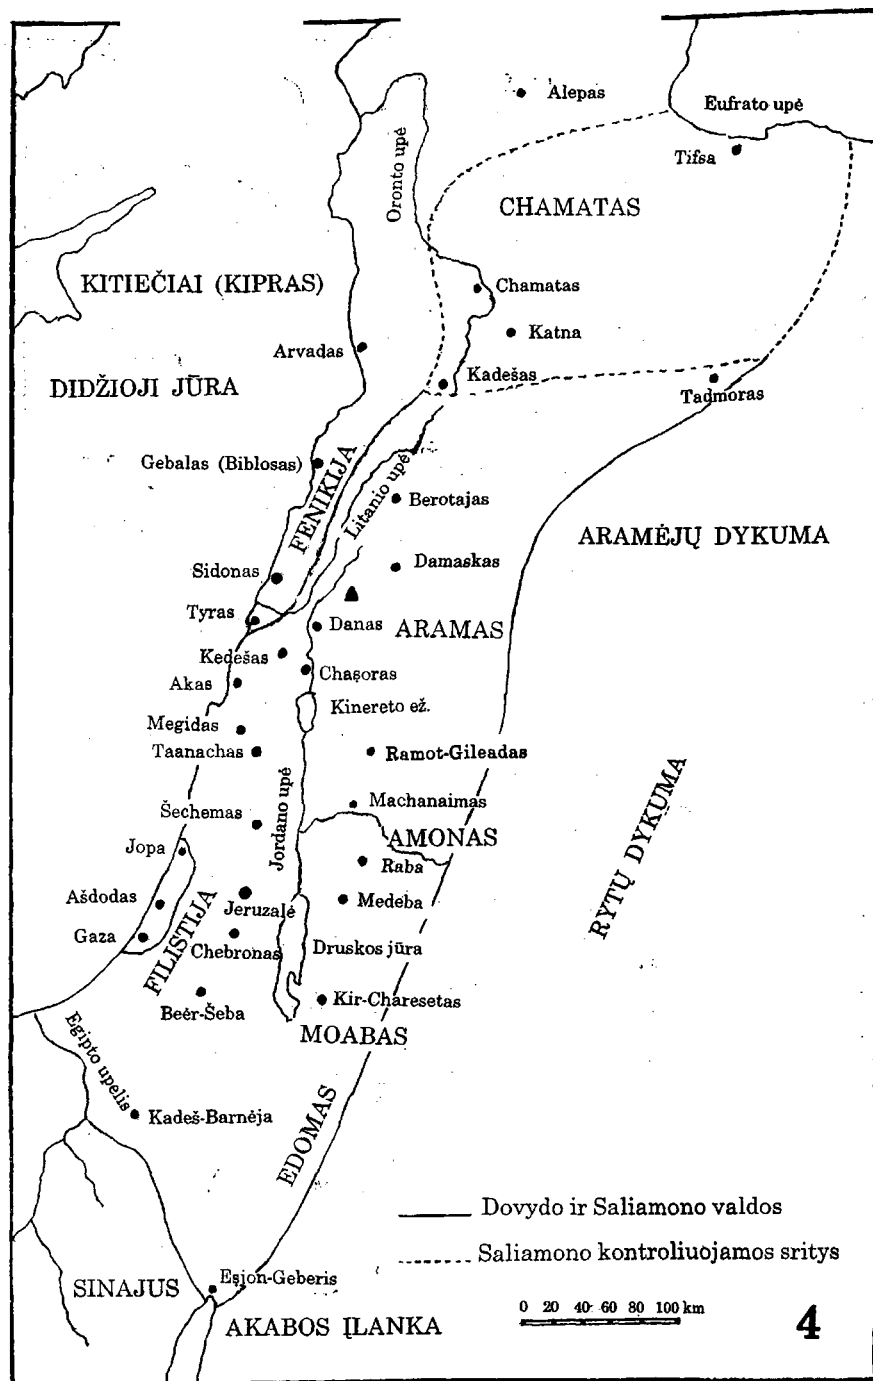 Alepas
Eufrato upė
Tifsa
Oronto upė
CHAMATAS
KITIEČIAI (KIPRAS)
Chamatas
Katna
Arvadas
DIDŽIOJI JŪRA
Kadešas
Tadmoras
Gebalas (Biblosas)
FENIKIJA
Litanio upė
Berotajas
ARAMĖJŲ DYKUMA
Damaskas
Sidonas
Tyras
Danas
ARAMAS
Kedešas
Chasoras
Akas
Kinereto ež.
Megidas
Taanachas
Ramot-Gileadas
Jordano upė
Machanaimas
Šechemas
AMONAS
Jopa
Raba
RYTŲ DYKUMA
Ašdodas
Jeruzalė
Medeba
Gaza
FILISTIJA
Chebronas
Druskos jūra
Beer-Šeba
Kir-Charesetas
MOABAS
Egipto upelis
Kadeš-Barnėja
EDOMAS
Dovydo ir Saliamono valdos
Saliamono kontroliuojamos sritys
SINAJUS
Esjon-Geberis
AKABOS ĮLANKA
0 20 40 60 80 100 km
4